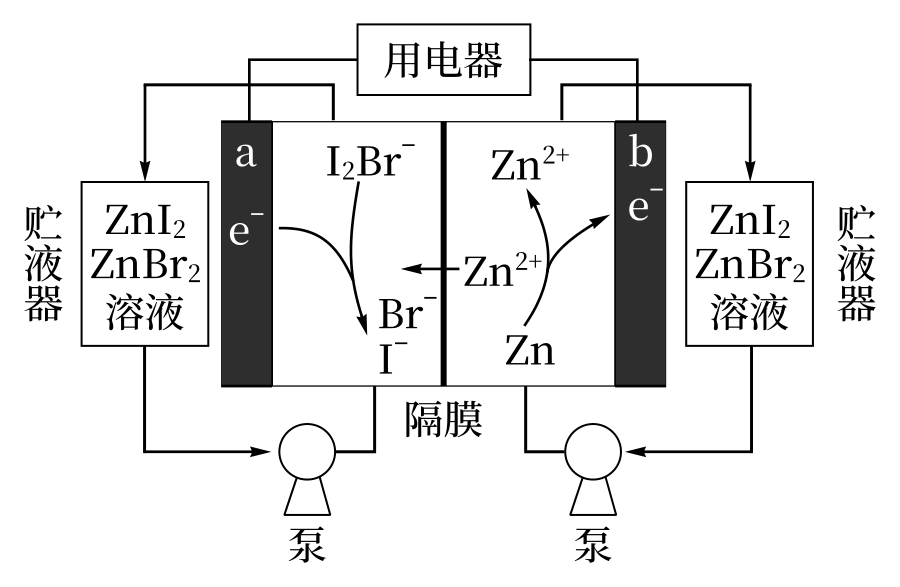 用电器
a
e⁻
I₂Br⁻
Br⁻
I⁻
Zn²⁺
Zn²⁺
Zn
b
e⁻
贮液器
ZnI₂
ZnBr₂
溶液
ZnI₂
ZnBr₂
溶液
贮液器
隔膜
泵
泵